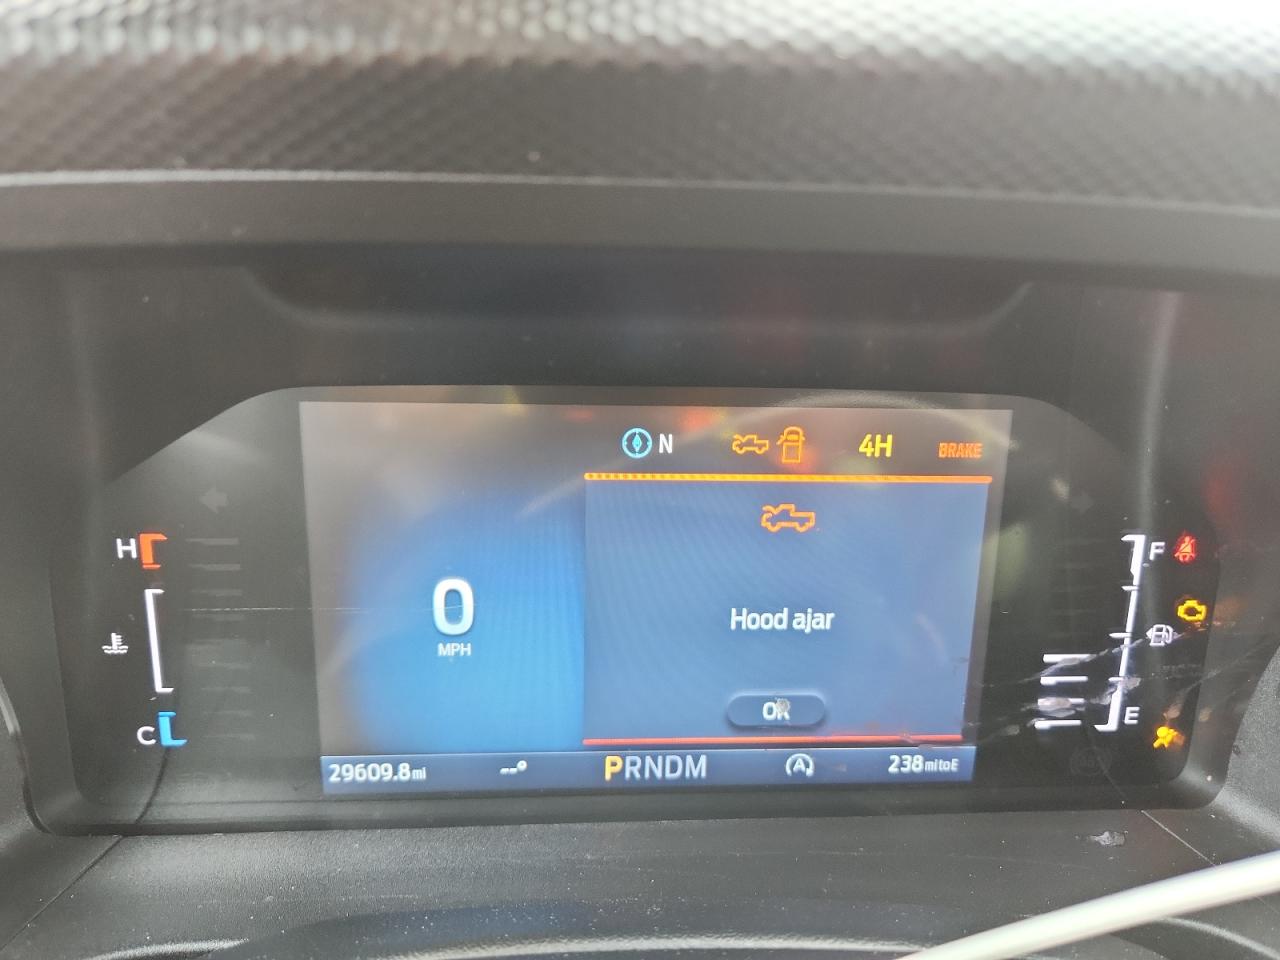 N 4H BRAKE
H
F
Hood ajar
0
MPH
OK
C
E
29609.8mi --° PRNDM A 238mitoE